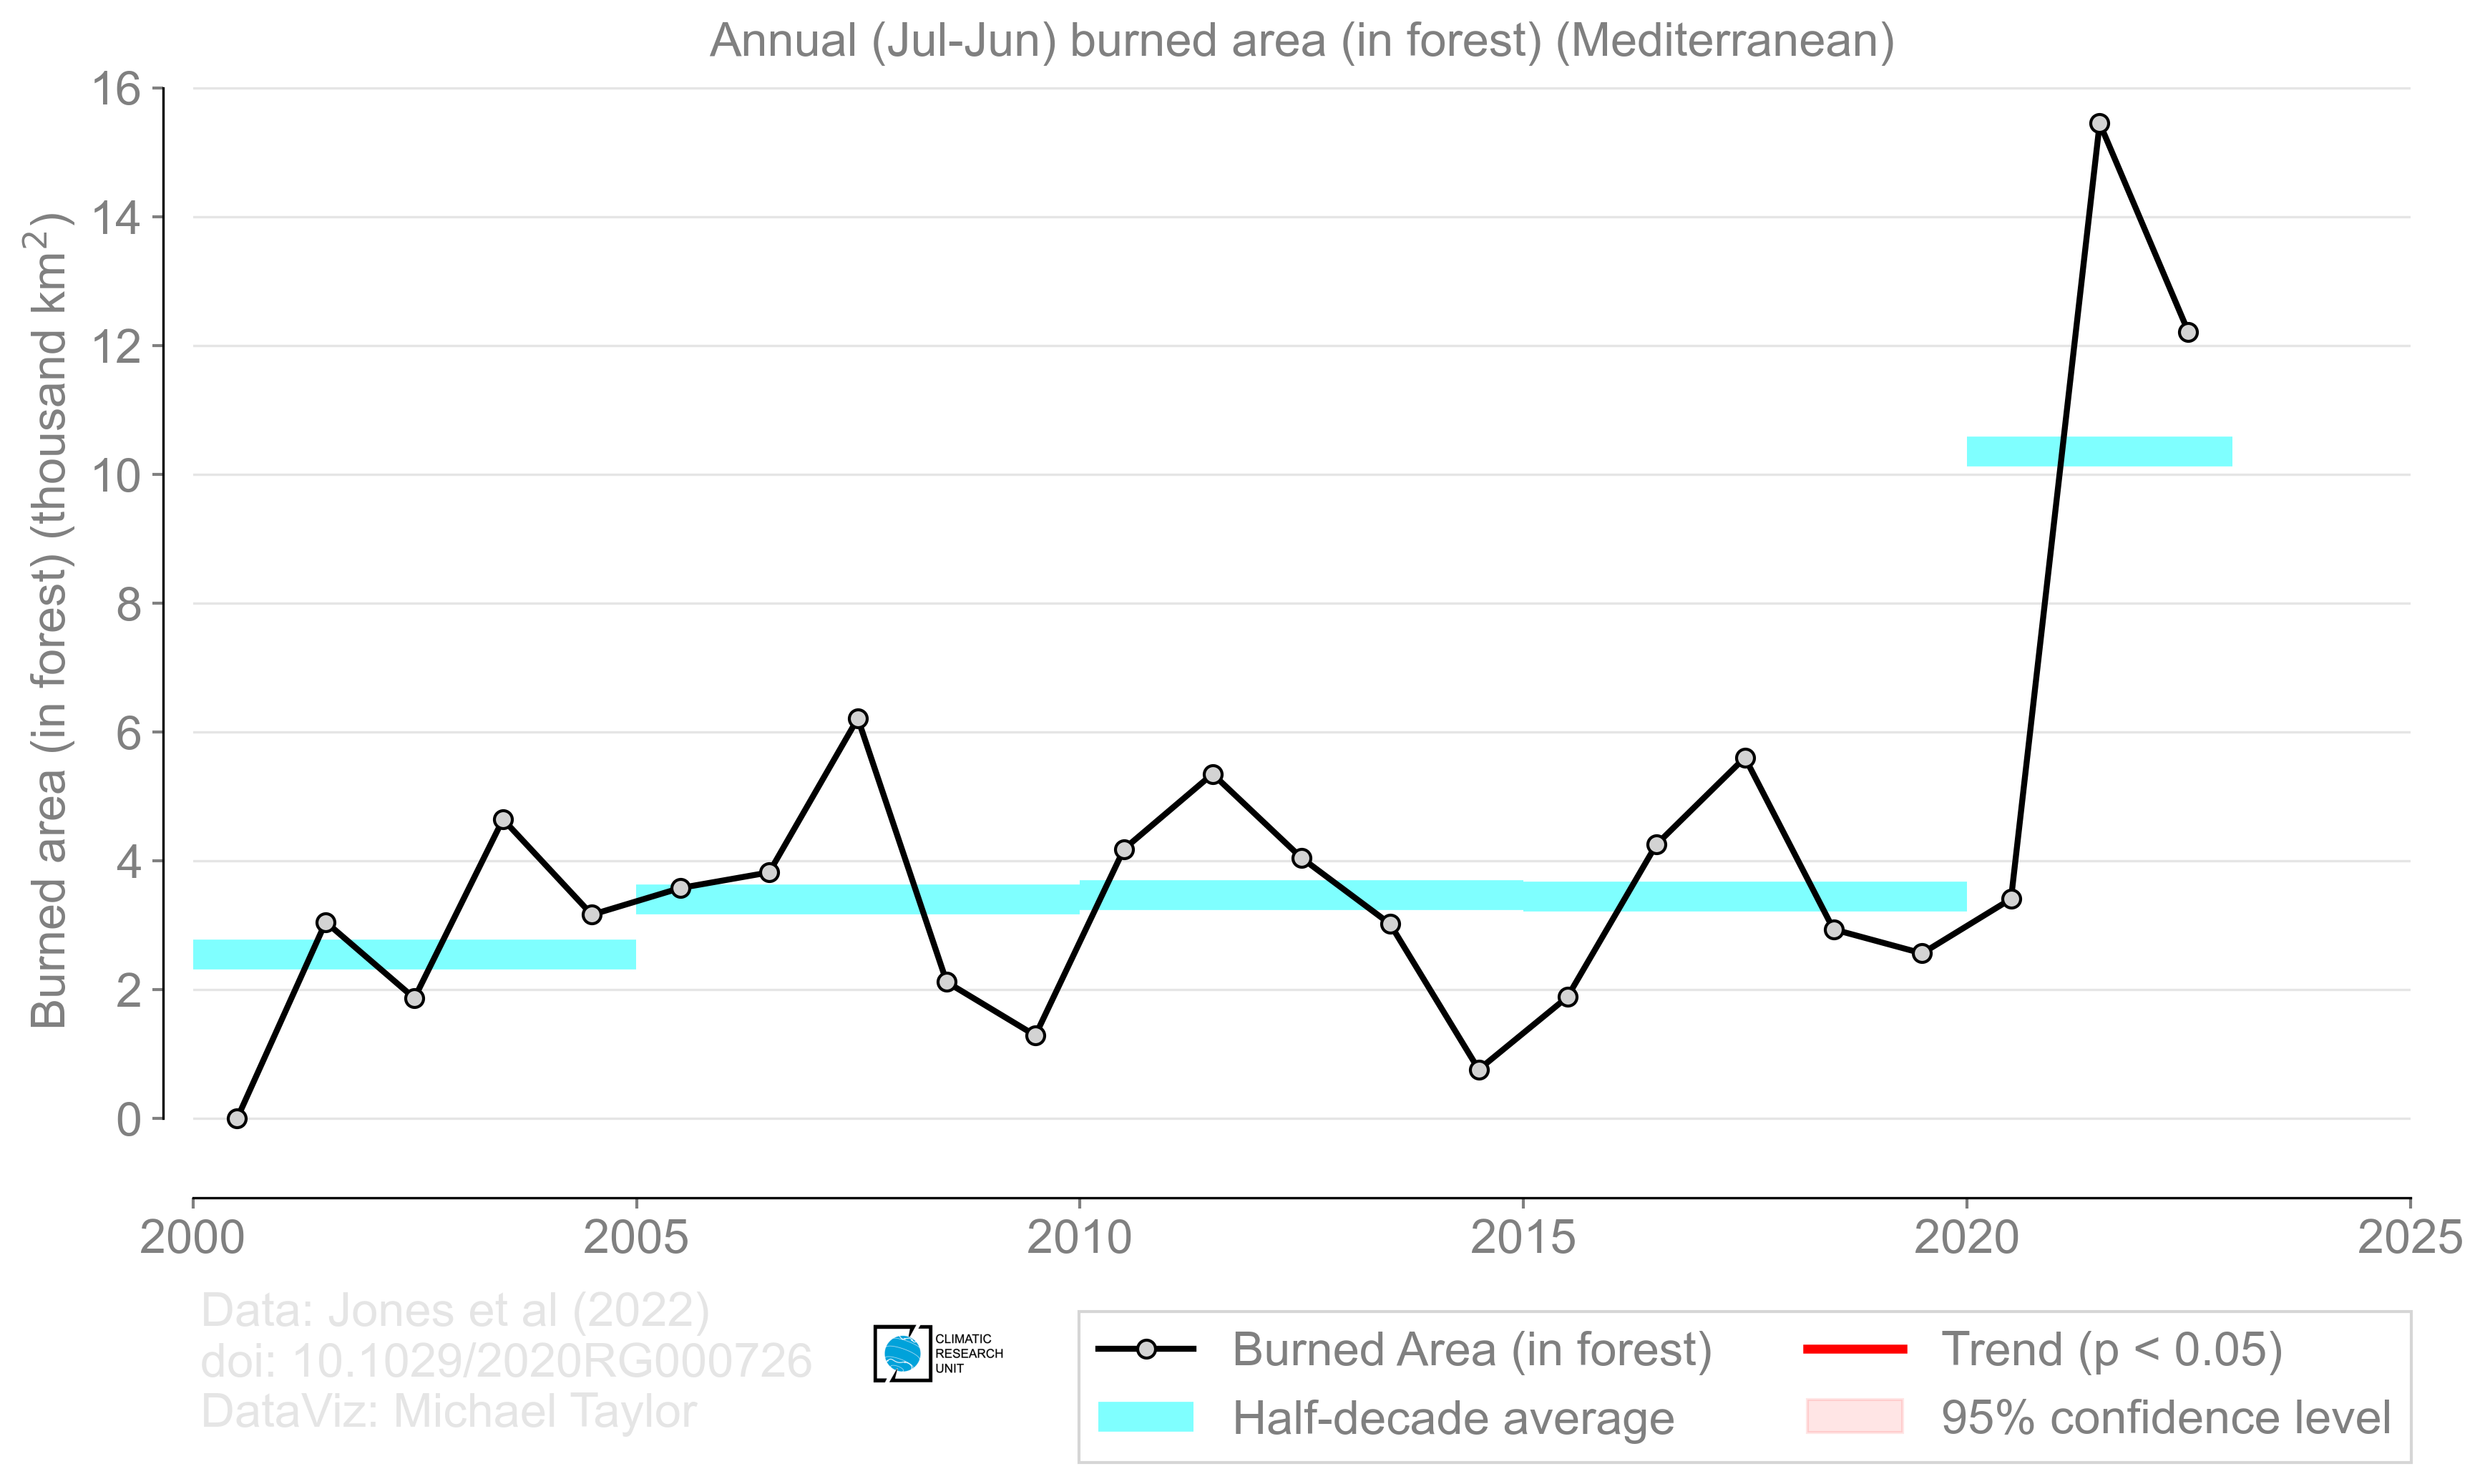 Annual (Jul-Jun) burned area (in forest) (Mediterranean)
Burned area (in forest) (thousand km²)
16
14
12
10
8
6
4
2
0
2000 2005 2010 2015 2020 2025
Data: Jones et al (2022)
doi: 10.1029/2020RG000726
DataViz: Michael Taylor
CLIMATIC
RESEARCH
UNIT
Burned Area (in forest)
Half-decade average
Trend (p < 0.05)
95% confidence level